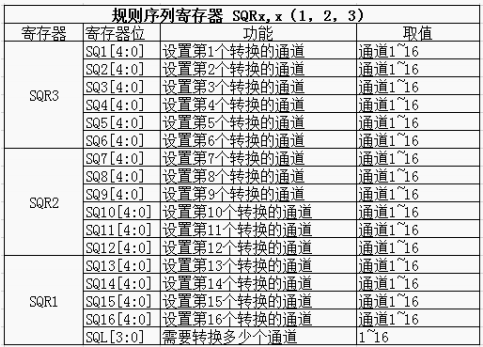 规则序列寄存器 SQRx,x（1，2，3）
寄存器 寄存器位 功能 取值
SQR3 SQ1[4:0] 设置第1个转换的通道 通道1~16
SQ2[4:0] 设置第2个转换的通道 通道1~16
SQ3[4:0] 设置第3个转换的通道 通道1~16
SQ4[4:0] 设置第4个转换的通道 通道1~16
SQ5[4:0] 设置第5个转换的通道 通道1~16
SQ6[4:0] 设置第6个转换的通道 通道1~16
SQR2 SQ7[4:0] 设置第7个转换的通道 通道1~16
SQ8[4:0] 设置第8个转换的通道 通道1~16
SQ9[4:0] 设置第9个转换的通道 通道1~16
SQ10[4:0] 设置第10个转换的通道 通道1~16
SQ11[4:0] 设置第11个转换的通道 通道1~16
SQ12[4:0] 设置第12个转换的通道 通道1~16
SQR1 SQ13[4:0] 设置第13个转换的通道 通道1~16
SQ14[4:0] 设置第14个转换的通道 通道1~16
SQ15[4:0] 设置第15个转换的通道 通道1~16
SQ16[4:0] 设置第16个转换的通道 通道1~16
SQL[3:0] 需要转换多少个通道 1~16